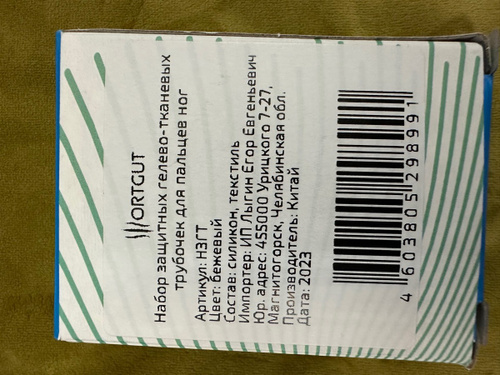 ORTGUT
Набор защитных гелево-тканевых
трубочек для пальцев ног
Артикул: НЗГТ
Цвет: бежевый
Состав: силикон, текстиль
Импортер: ИП Лыгин Егор Евгеньевич
Юр. адрес: 455000 Урицкого 7-27,
Магнитогорск, Челябинская обл.
Производитель: Китай
Дата: 2023
4 603805 298991